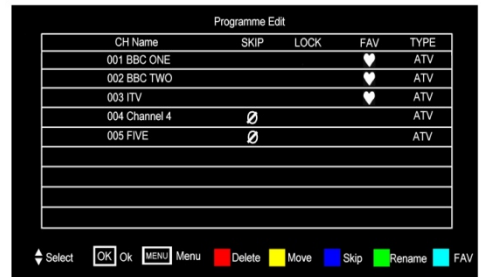 Programme Edit
CH Name SKIP LOCK FAV TYPE
001 BBC ONE ATV
002 BBC TWO ATV
003 ITV ATV
004 Channel 4 ATV
005 FIVE ATV
Select OK Ok MENU Menu Delete Move Skip Rename FAV